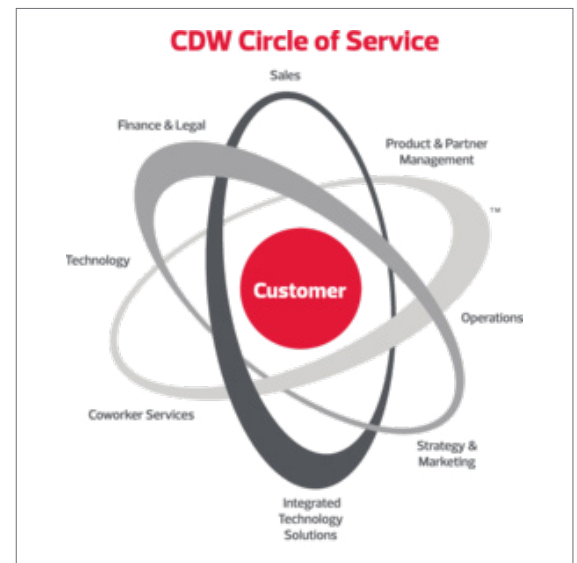 CDW Circle of Service
Sales
Finance & Legal
Product & Partner
Management
™
Technology
Customer
Operations
Coworker Services
Strategy &
Marketing
Integrated
Technology
Solutions